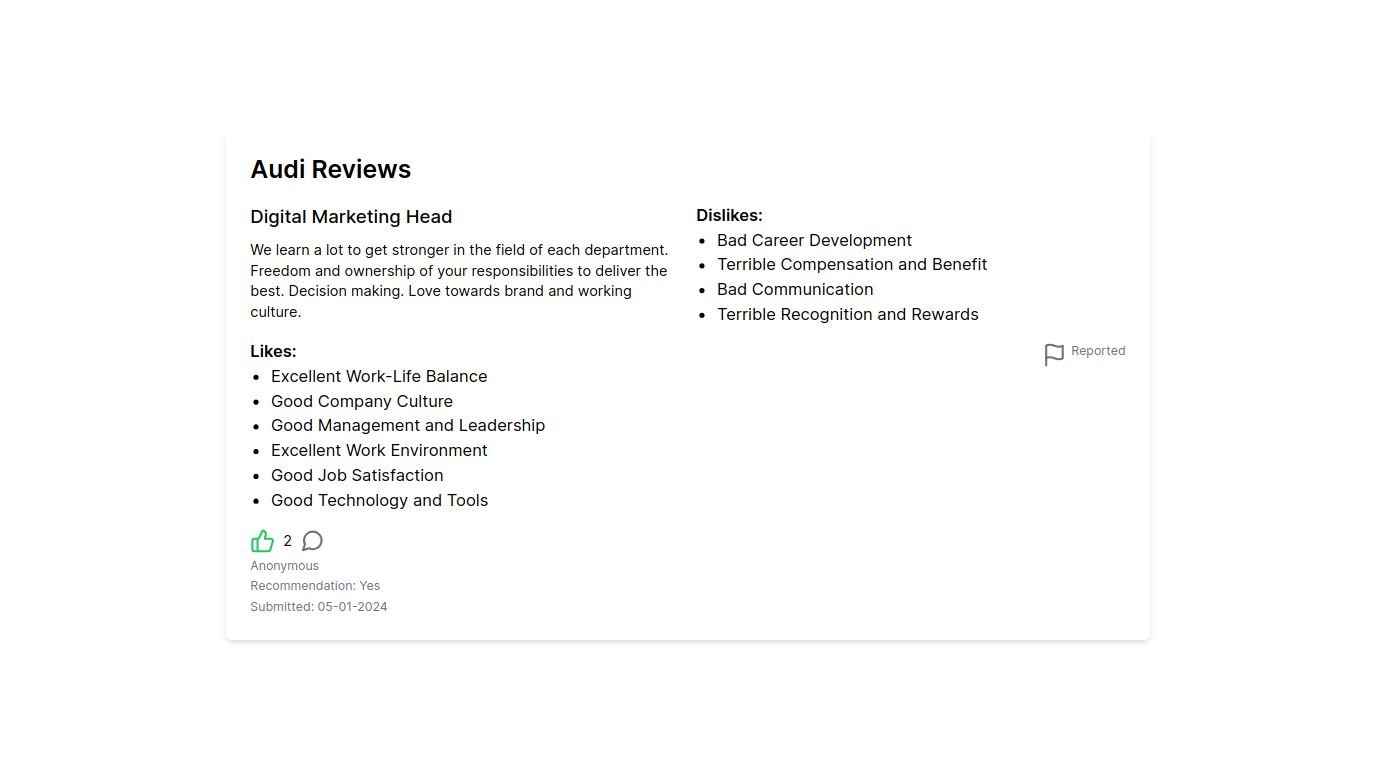 Audi Reviews
Digital Marketing Head
We learn a lot to get stronger in the field of each department.
Freedom and ownership of your responsibilities to deliver the
best. Decision making. Love towards brand and working
culture.
Likes:
Excellent Work-Life Balance
Good Company Culture
Good Management and Leadership
Excellent Work Environment
Good Job Satisfaction
Good Technology and Tools
2
Anonymous
Recommendation: Yes
Submitted: 05-01-2024
Dislikes:
Bad Career Development
Terrible Compensation and Benefit
Bad Communication
Terrible Recognition and Rewards
Reported